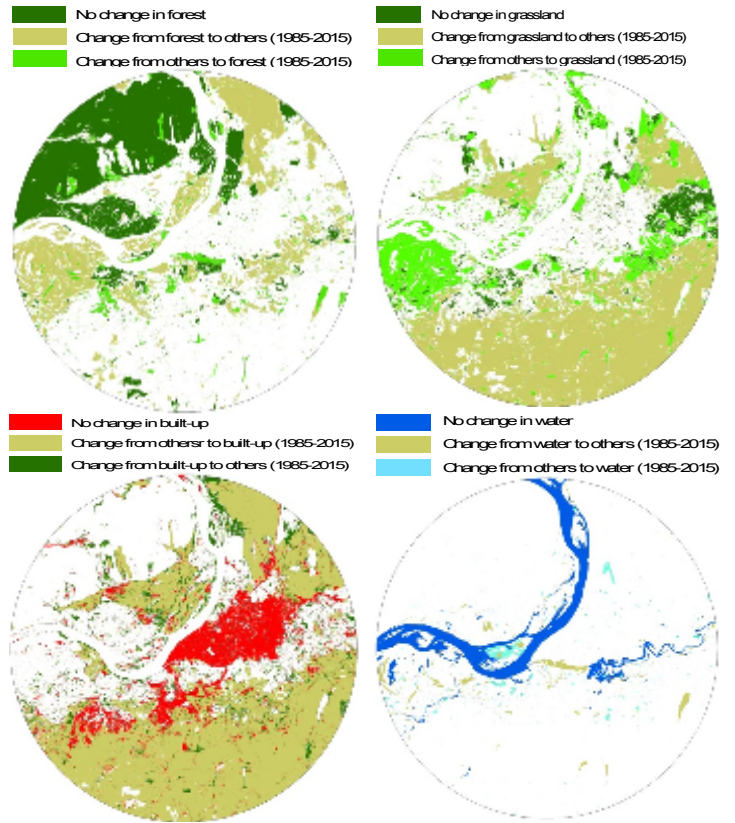 No change in forest
Change from forest to others (1985-2015)
Change from others to forest (1985-2015)
No change in grassland
Change from grassland to others (1985-2015)
Change from others to grassland (1985-2015)
No change in built-up
Change from othersr to built-up (1985-2015)
Change from built-up to others (1985-2015)
No change in water
Change from water to others (1985-2015)
Change from others to water (1985-2015)